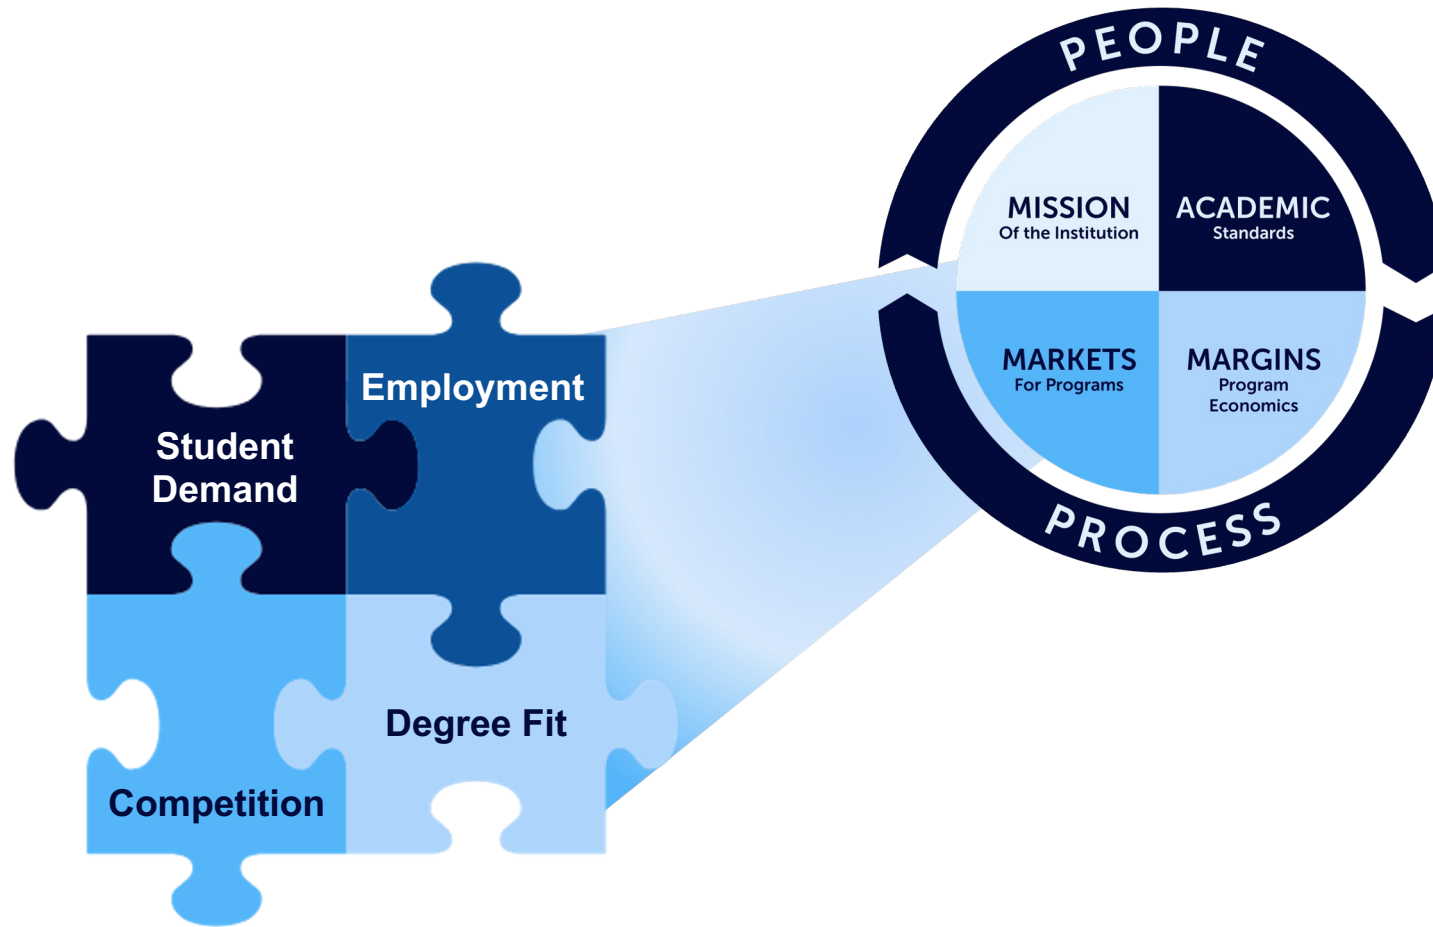 PEOPLE
MISSION
Of the Institution
ACADEMIC
Standards
MARKETS
For Programs
MARGINS
Program
Economics
PROCESS
Student
Demand
Employment
Competition
Degree Fit